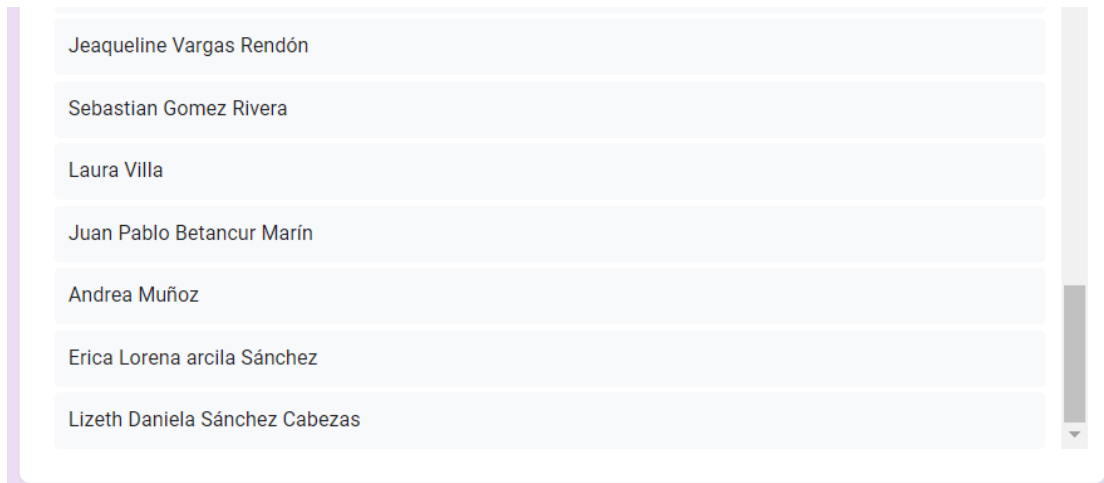 Jeaqueline Vargas Rendón
Sebastian Gomez Rivera
Laura Villa
Juan Pablo Betancur Marín
Andrea Muñoz
Erica Lorena arcila Sánchez
Lizeth Daniela Sánchez Cabezas